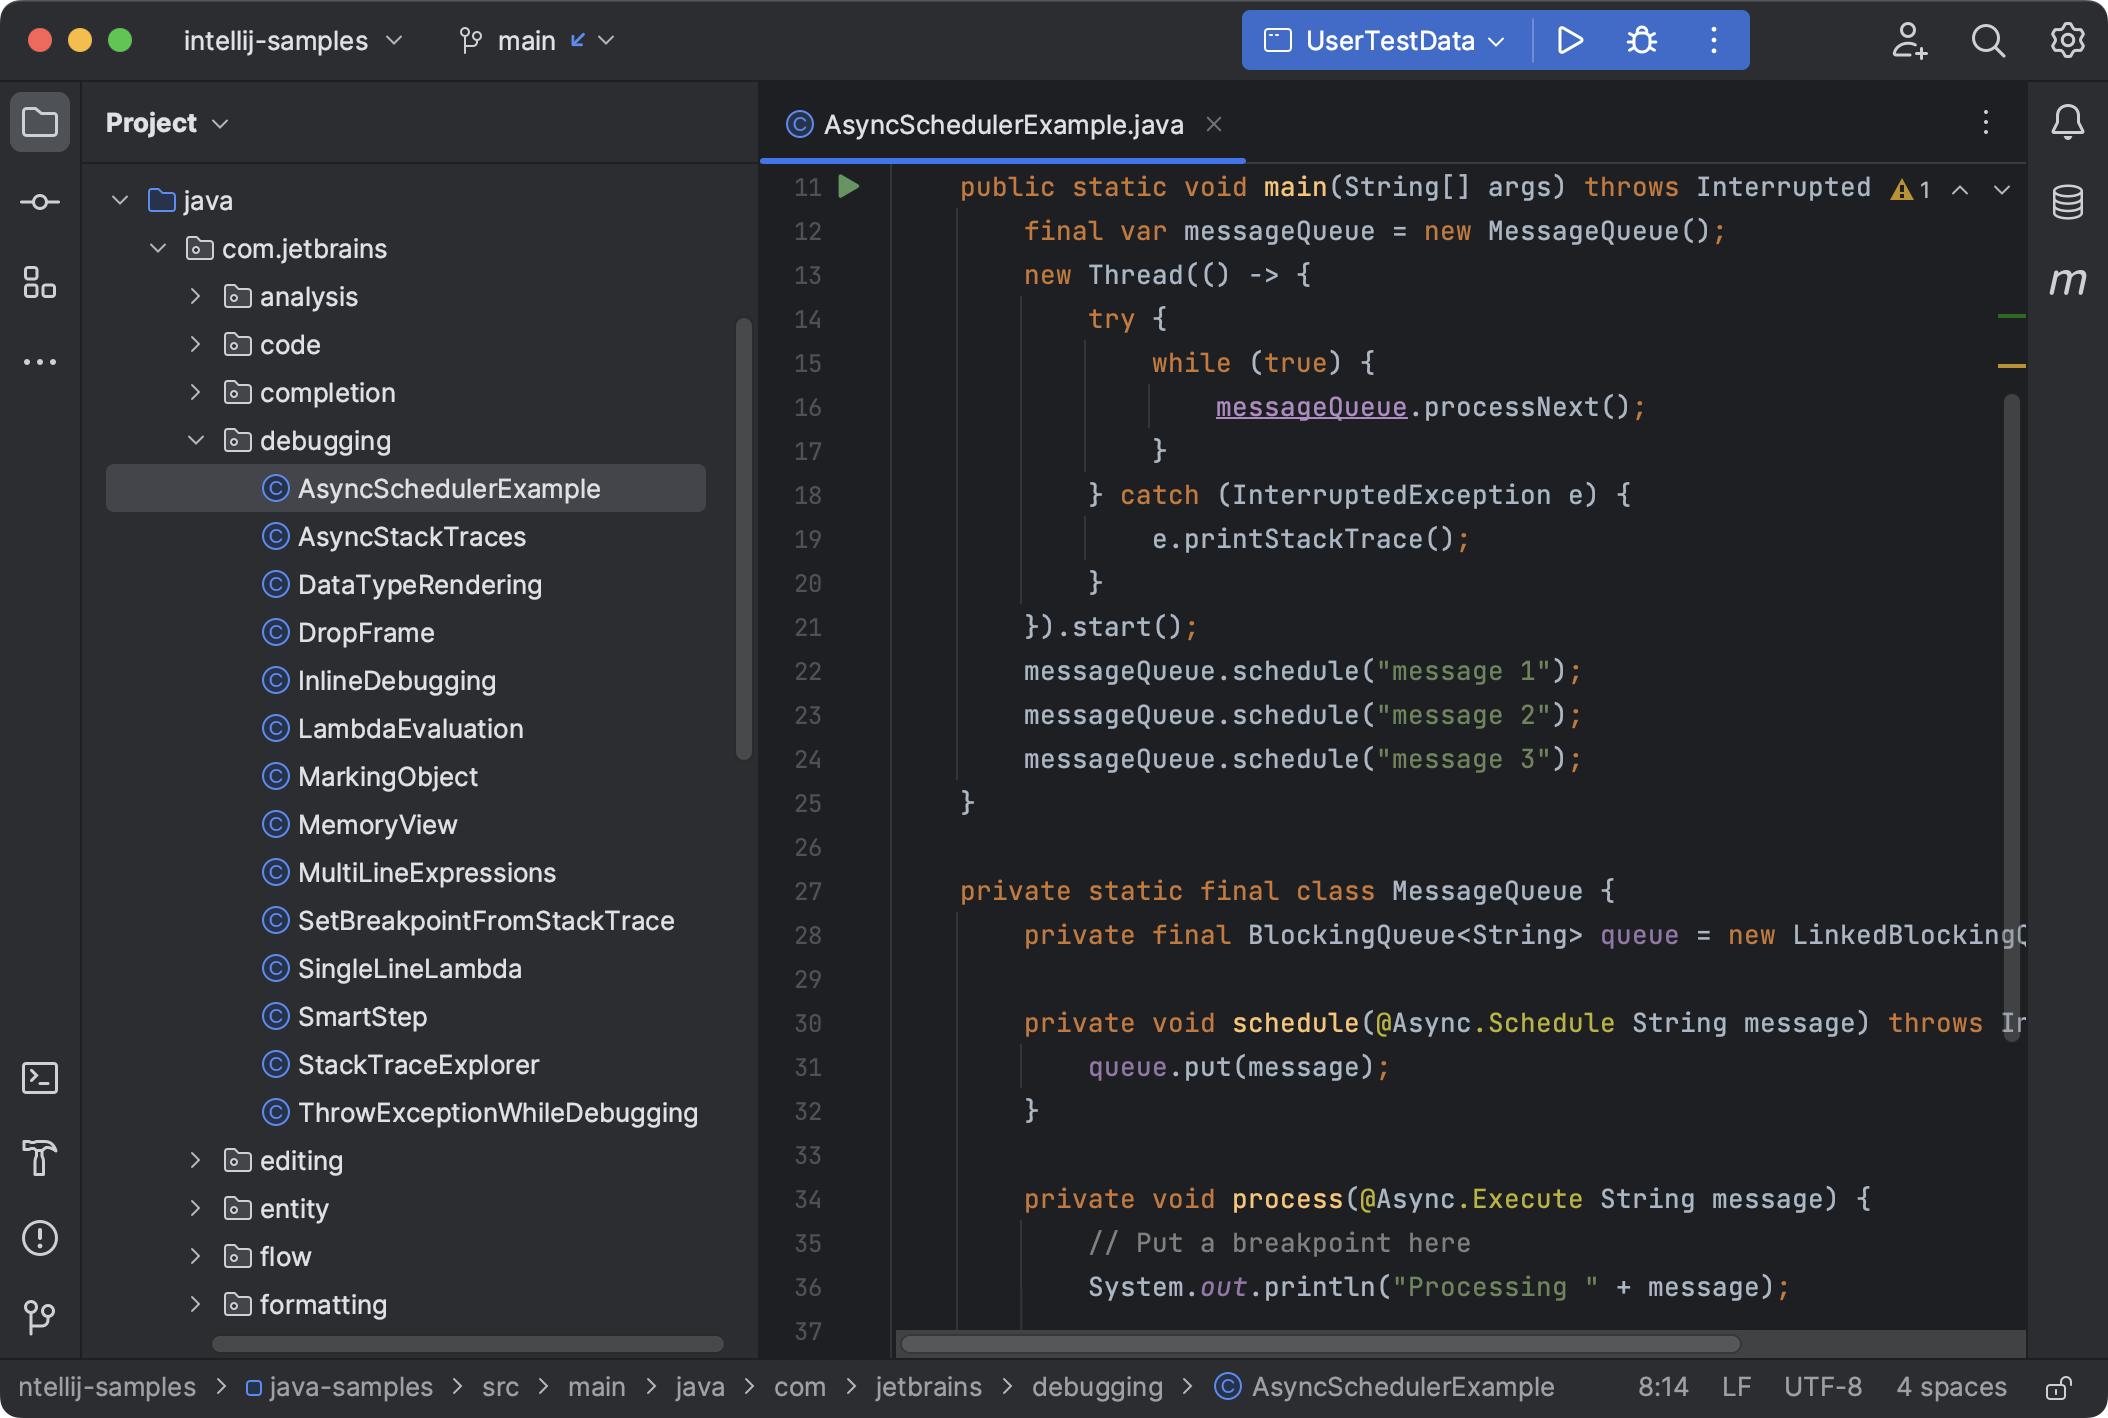 intellij-samples
main
UserTestData
Project
java
com.jetbrains
analysis
code
completion
debugging
AsyncSchedulerExample
AsyncStackTraces
DataTypeRendering
DropFrame
InlineDebugging
LambdaEvaluation
MarkingObject
MemoryView
MultiLineExpressions
SetBreakpointFromStackTrace
SingleLineLambda
SmartStep
StackTraceExplorer
ThrowExceptionWhileDebugging
editing
entity
flow
formatting
AsyncSchedulerExample.java
11 public static void main(String[] args) throws Interrupted 1
12 final var messageQueue = new MessageQueue();
13 new Thread(() -> {
14 try {
15 while (true) {
16 messageQueue.processNext();
17 }
18 } catch (InterruptedException e) {
19 e.printStackTrace();
20 }
21 }).start();
22 messageQueue.schedule("message 1");
23 messageQueue.schedule("message 2");
24 messageQueue.schedule("message 3");
25 }
26
27 private static final class MessageQueue {
28 private final BlockingQueue<String> queue = new LinkedBlockingQ
29
30 private void schedule(@Async.Schedule String message) throws In
31 queue.put(message);
32 }
33
34 private void process(@Async.Execute String message) {
35 // Put a breakpoint here
36 System.out.println("Processing " + message);
37
m
ntellij-samples > java-samples > src > main > java > com > jetbrains > debugging > AsyncSchedulerExample 8:14 LF UTF-8 4 spaces